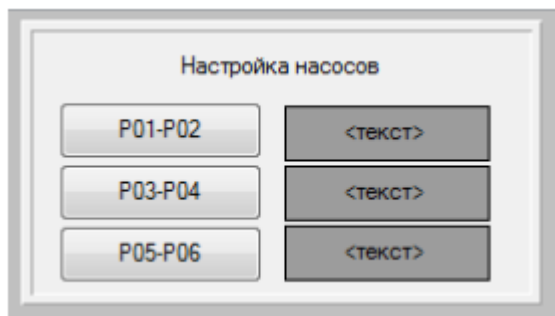 Настройка насосов
P01-P02 <текст>
P03-P04 <текст>
P05-P06 <текст>